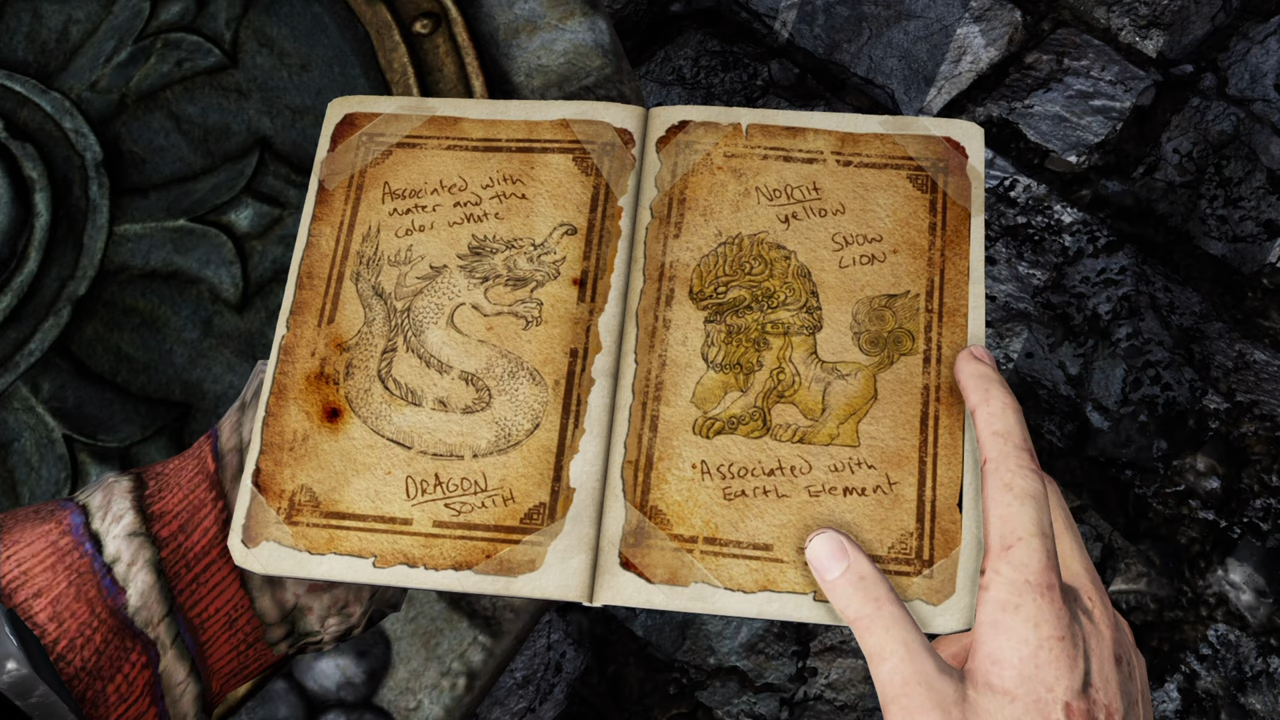 Associated with
water and the
color white
DRAGON
SOUTH
NORTH
yellow
SNOW
LION
Associated with
Earth Element